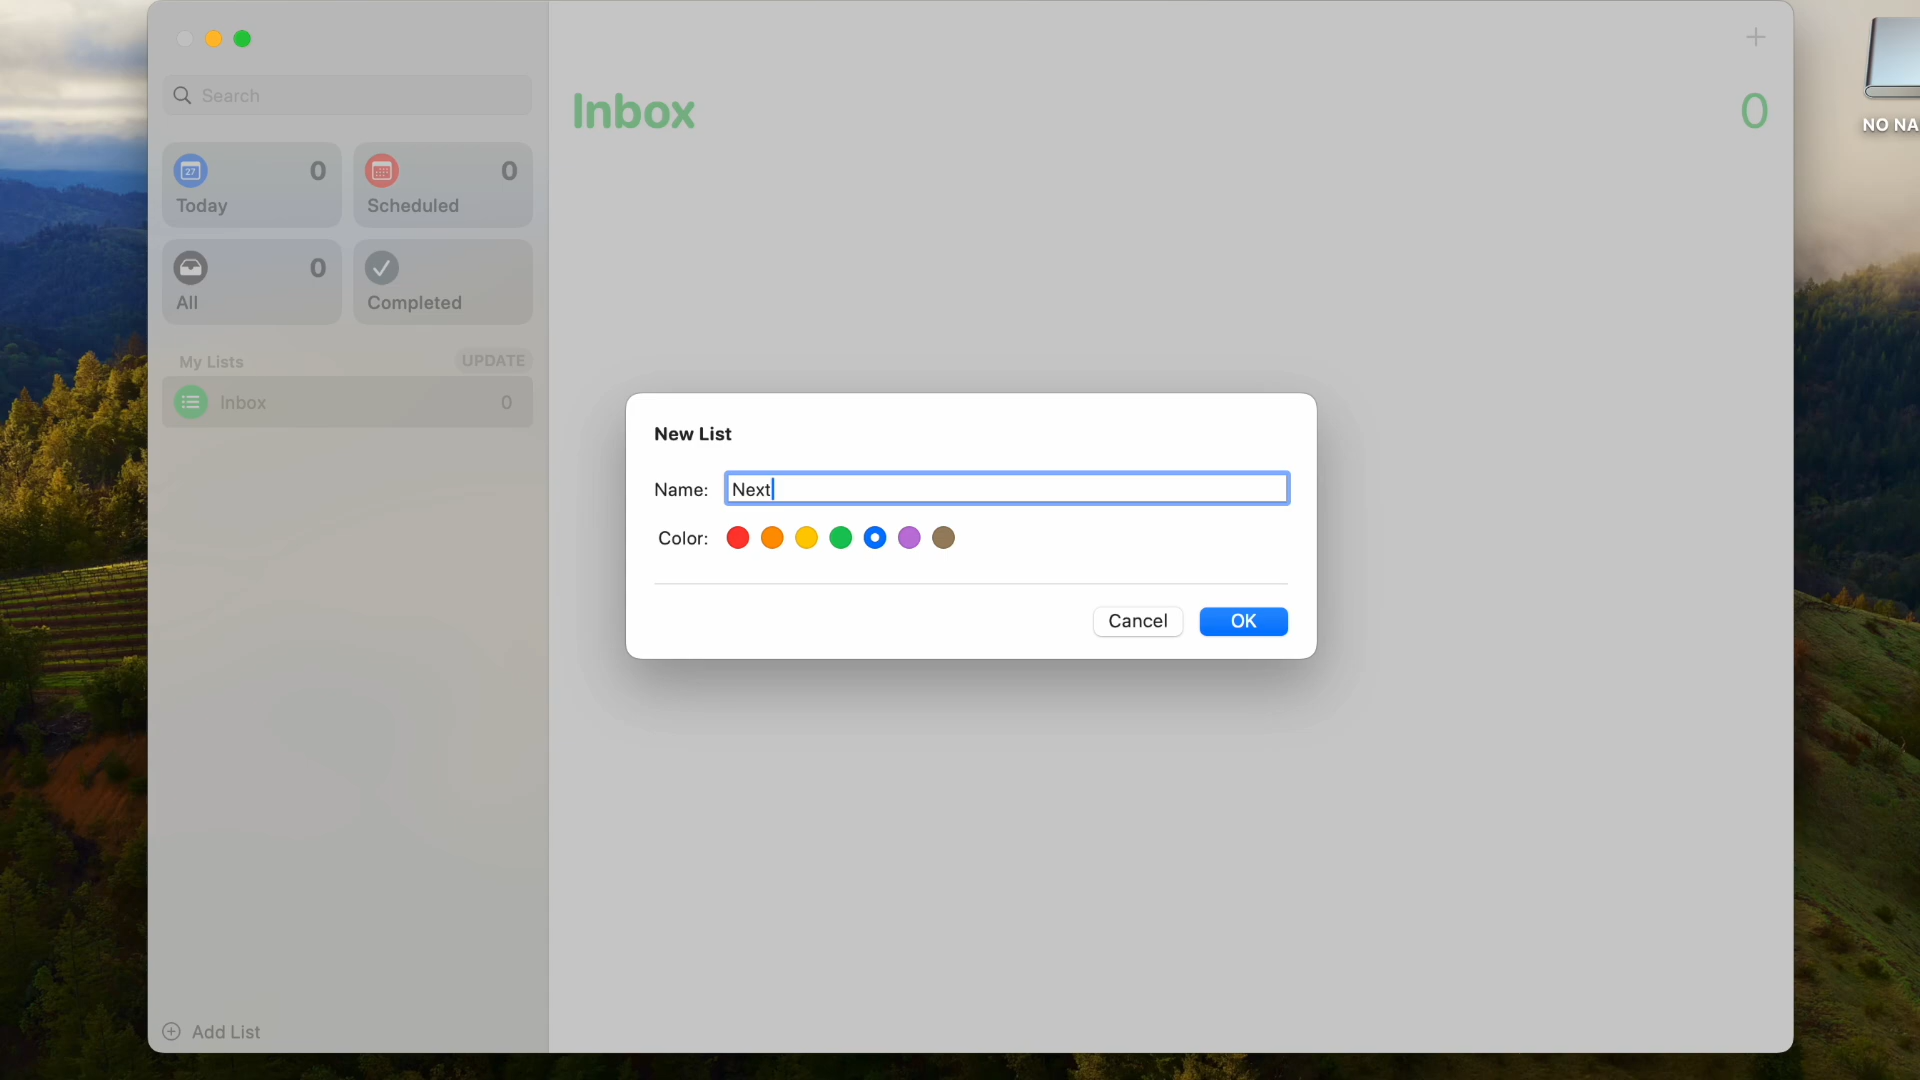 Search
27
0
Today
0
Scheduled
0
All
Completed
My Lists
UPDATE
Inbox
0
Add List
Inbox
0
New List
Name: Next
Color:
Cancel
OK
NO NA